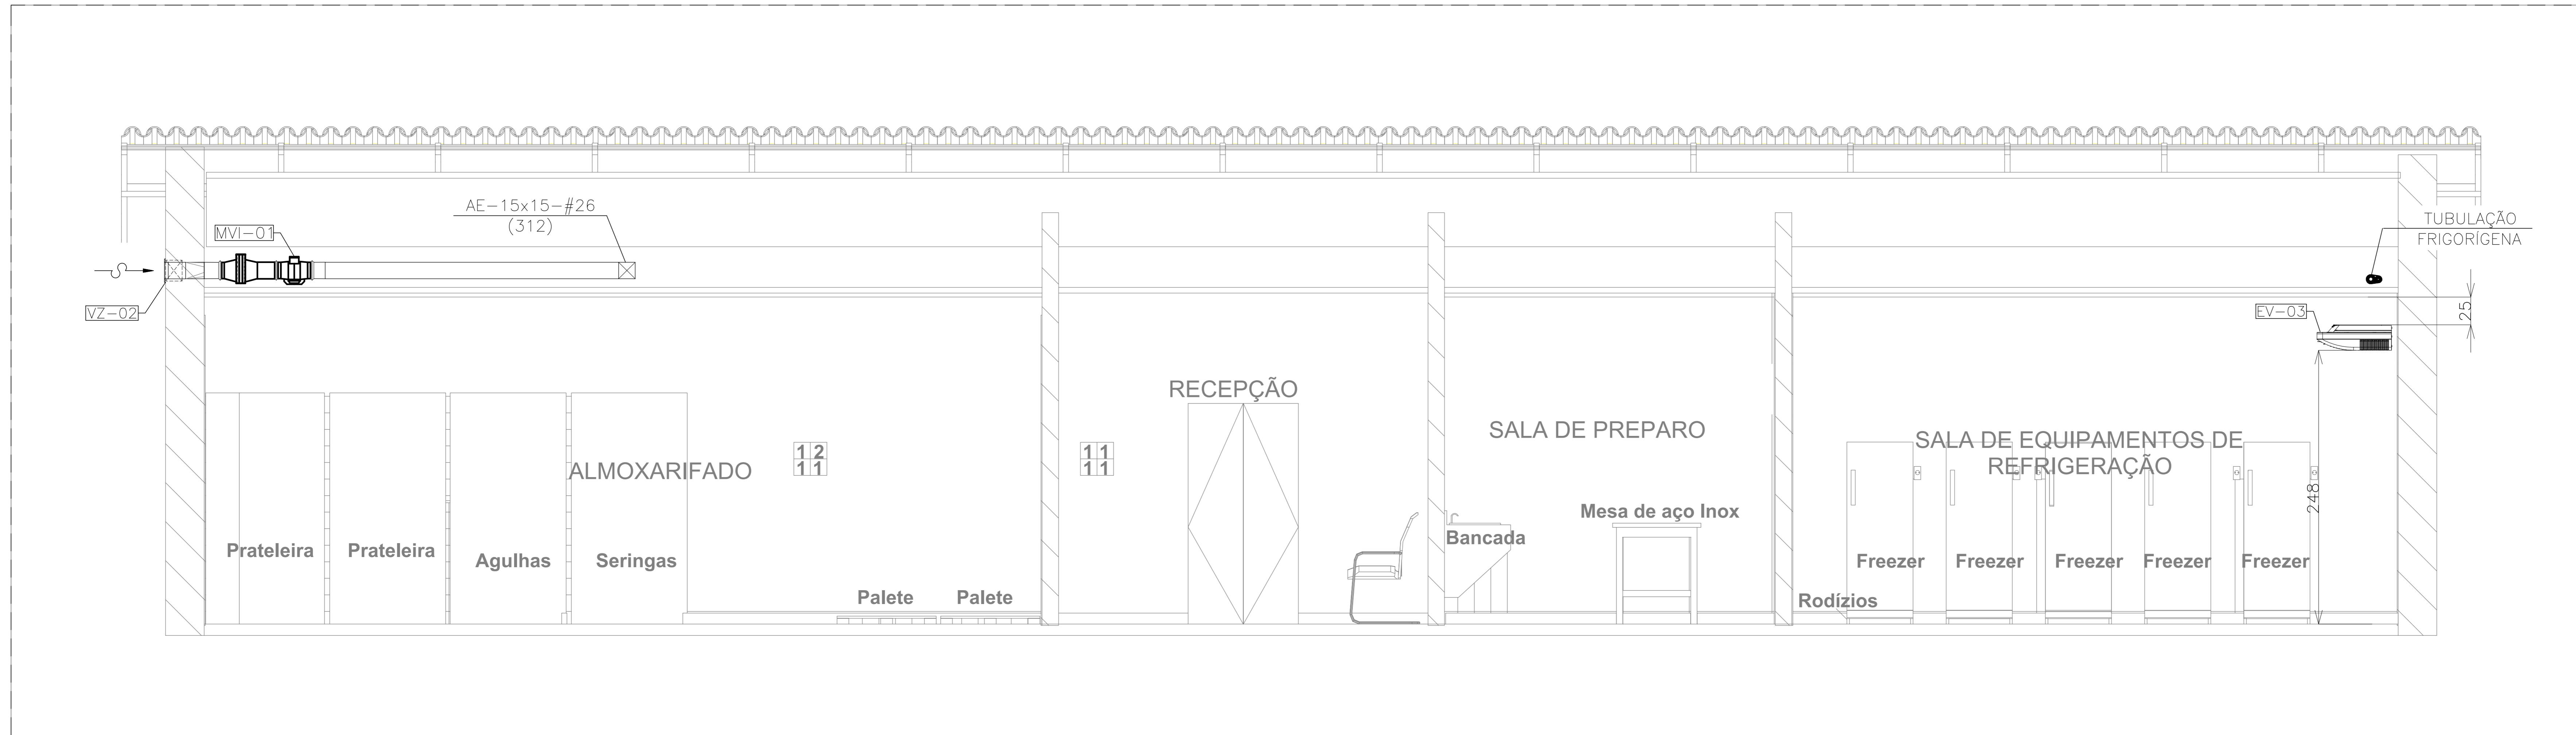 AE-15x15-#26
(312)
MVI-01
S
VZ-02
TUBULAÇÃO
FRIGORÍGENA
EV-03
25
248
RECEPÇÃO
SALA DE PREPARO
SALA DE EQUIPAMENTOS DE
REFRIGERAÇÃO
ALMOXARIFADO
1 2
1 1
1 1
1 1
Prateleira
Prateleira
Agulhas
Seringas
Palete
Palete
Bancada
Mesa de aço Inox
Rodízios
Freezer
Freezer
Freezer
Freezer
Freezer